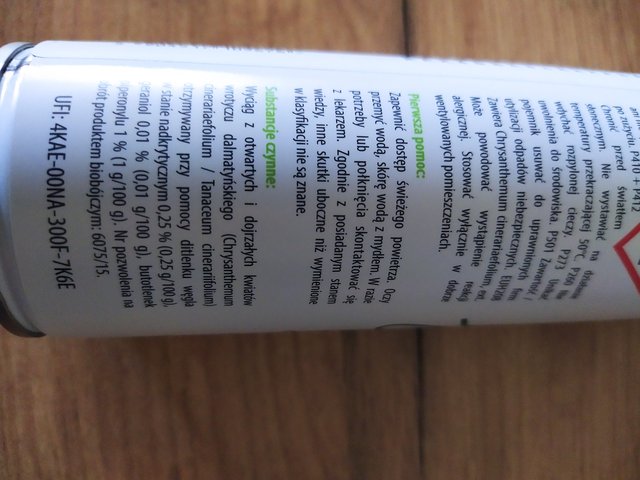 po zużyciu. P410 + P412
Chronić przed światłem
słonecznym. Nie wystawiać na działanie
temperatury przekraczającej 50°C. P260 Nie
wdychać rozpylonej cieczy. P273 Unikać
uwolnienia do środowiska. P501 Zawartość /
pojemnik usuwać do uprawnionych firm
utylizacji odpadów niebezpiecznych. EUH208
Zawiera Chrysanthemum cinerariaefolium, ext.
Może powodować wystąpienie reakcji
alergicznej. Stosować wyłącznie w dobrze
wentylowanych pomieszczeniach.
Pierwsza pomoc:
Zapewnić dostęp świeżego powietrza. Oczy
przemyć wodą, skórę wodą z mydłem. W razie
potrzeby lub połknięcia skontaktować się
z lekarzem. Zgodnie z posiadanym stanem
wiedzy, inne skutki uboczne niż wymienione
w klasyfikacji nie są znane.
Substancje czynne:
Wyciąg z otwartych i dojrzałych kwiatów
wrotyczu dalmatyńskiego (Chrysanthemum
cinerariaefolium / Tanaceum cinerariifolium)
otrzymywany przy pomocy ditlenku węgla
w stanie nadkrytycznym 0,25 % (0,25 g/100 g),
geraniol 0,01 % (0,01 g/100 g), butotlenek
piperonylu 1 % (1 g/100 g). Nr pozwolenia na
obrót produktem biobójczym: 6075/15.
UFI: 4KAE-00NA-300F-7K6E